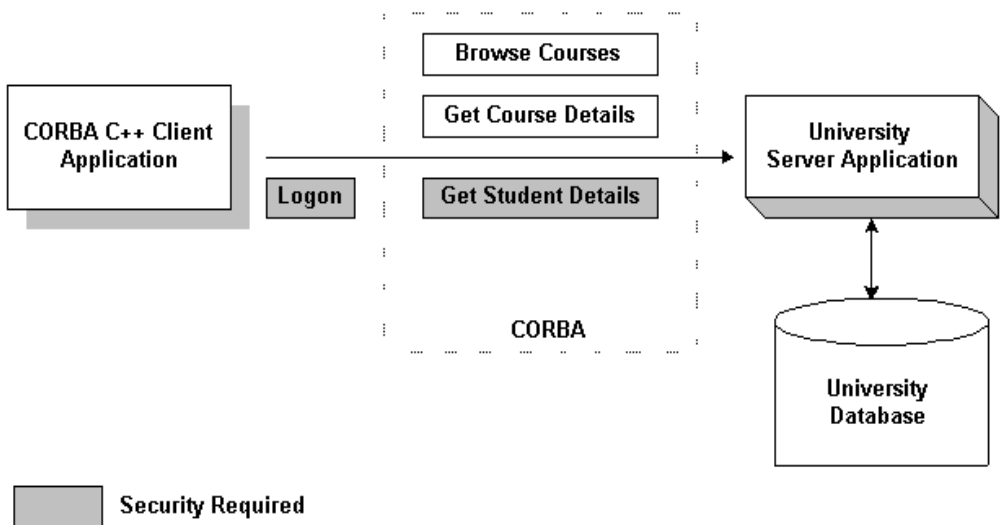 Browse Courses
CORBA C++ Client
Application
Get Course Details
University
Server Application
Logon
Get Student Details
CORBA
University
Database
Security Required